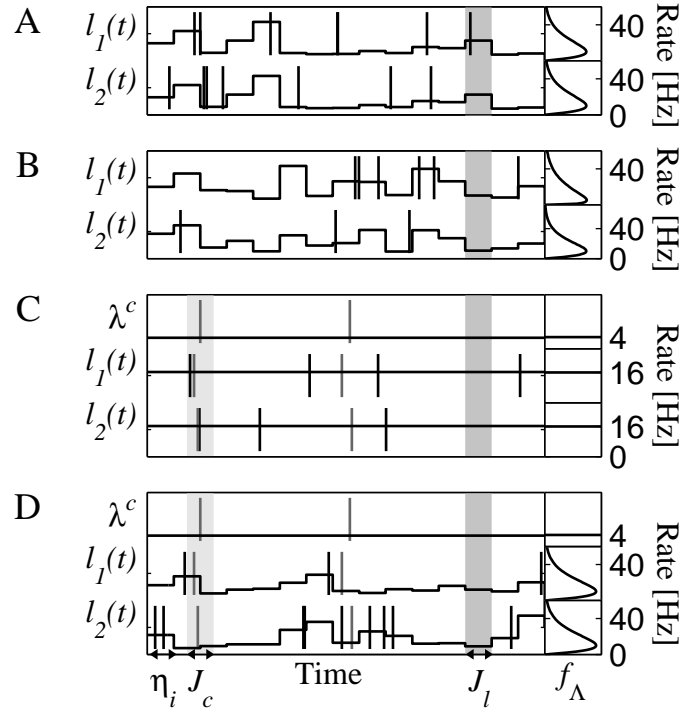 A
l1(t)
40
l2(t)
40
0
Rate [Hz]
B
l1(t)
40
l2(t)
40
0
Rate [Hz]
C
λc
4
l1(t)
16
l2(t)
16
0
Rate [Hz]
D
λc
4
l1(t)
40
l2(t)
40
0
Rate [Hz]
ηi Jc Time Jl fΛ